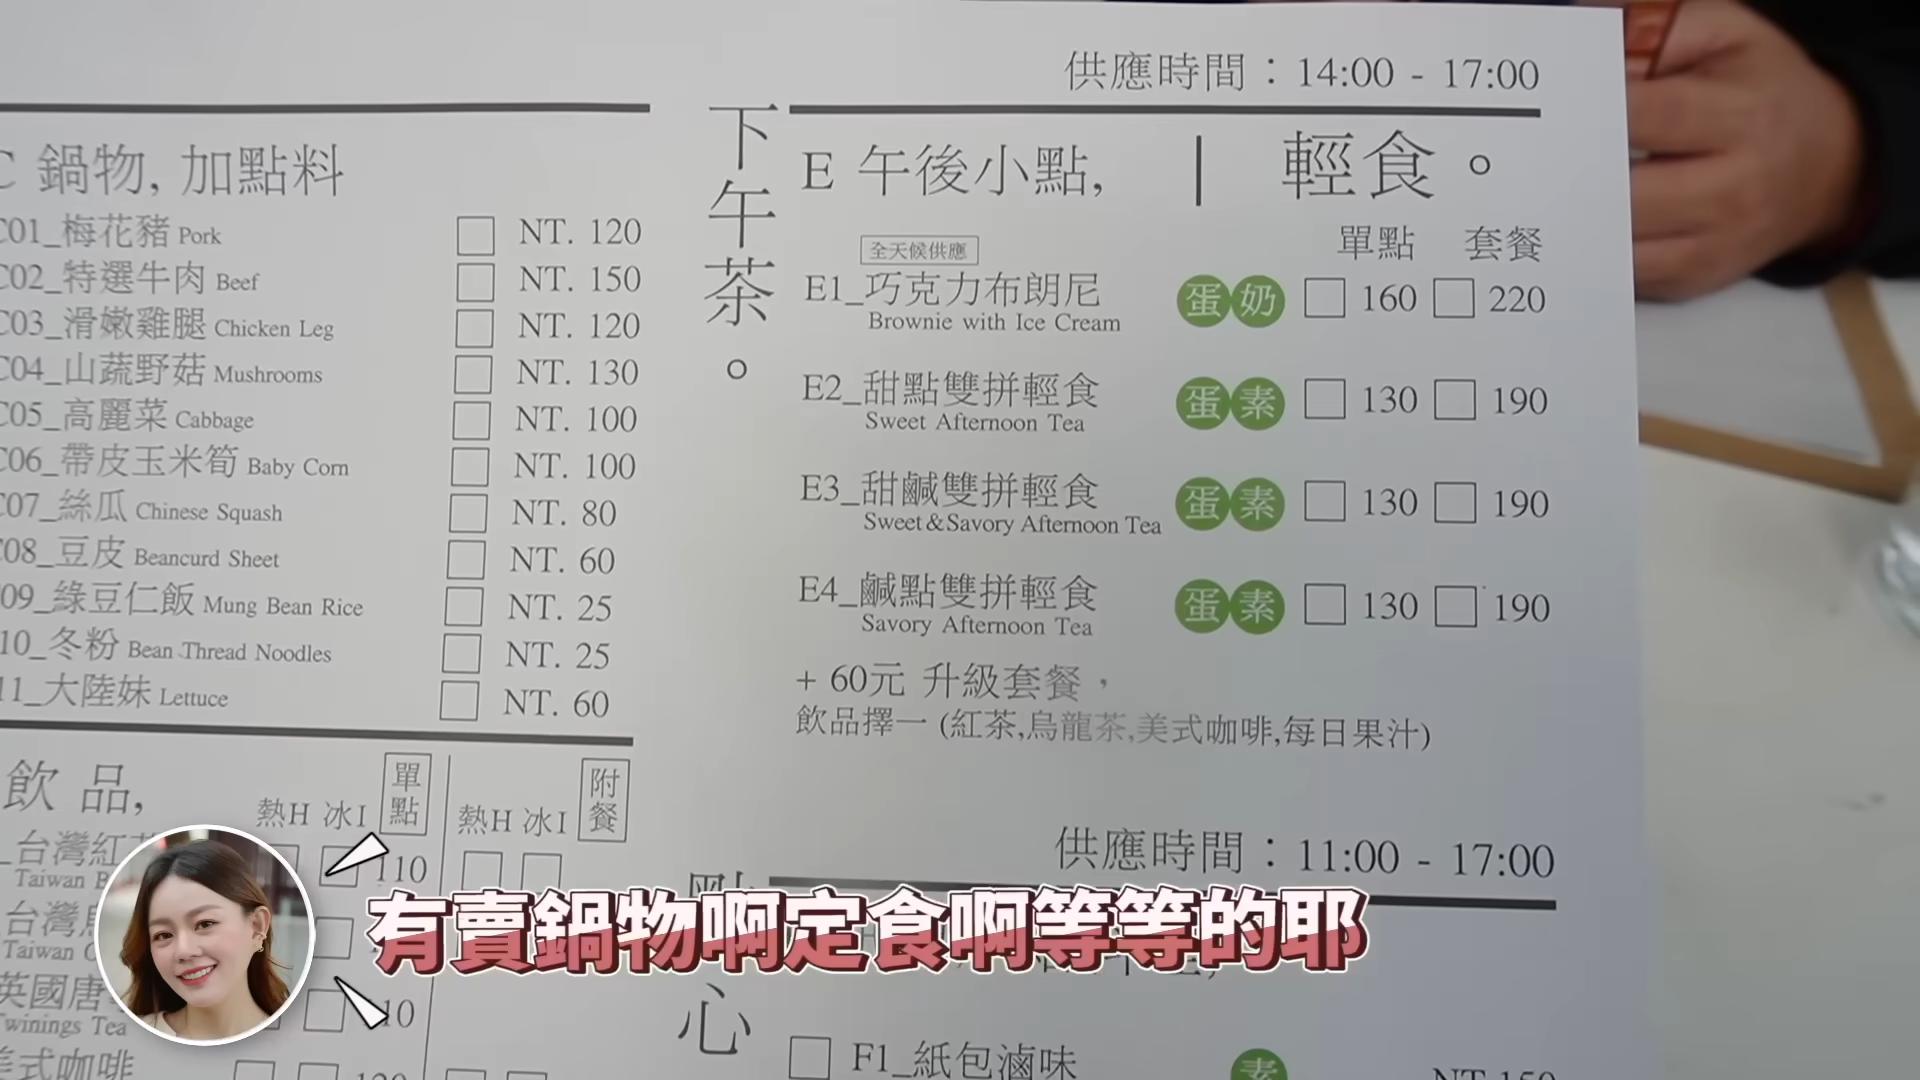 C 鍋物, 加點料
C01_梅花豬 Pork NT. 120
C02_特選牛肉 Beef NT. 150
C03_滑嫩雞腿 Chicken Leg NT. 120
C04_山蔬野菇 Mushrooms NT. 130
C05_高麗菜 Cabbage NT. 100
C06_帶皮玉米筍 Baby Corn NT. 100
C07_絲瓜 Chinese Squash NT. 80
C08_豆皮 Beancurd Sheet NT. 60
09_綠豆仁飯 Mung Bean Rice NT. 25
10_冬粉 Bean Thread Noodles NT. 25
11_大陸妹 Lettuce NT. 60
飲品,
熱H 冰I 單點 熱H 冰I 附餐
_台灣紅 110
Taiwan B
台灣
Taiwan
英國唐 10
Twinings Tea
美式咖啡
下午茶。
供應時間：14:00 - 17:00
E 午後小點, | 輕食。
單點 套餐
全天候供應
E1_巧克力布朗尼 蛋 奶 160 220
Brownie with Ice Cream
E2_甜點雙拼輕食 蛋 素 130 190
Sweet Afternoon Tea
E3_甜鹹雙拼輕食 蛋 素 130 190
Sweet&Savory Afternoon Tea
E4_鹹點雙拼輕食 蛋 素 130 190
Savory Afternoon Tea
+ 60元 升級套餐，
飲品擇一 (紅茶,烏龍茶,美式咖啡,每日果汁)
供應時間：11:00 - 17:00
點心
F1_紙包滷味 素 NT 150
有賣鍋物啊定食啊等等的耶